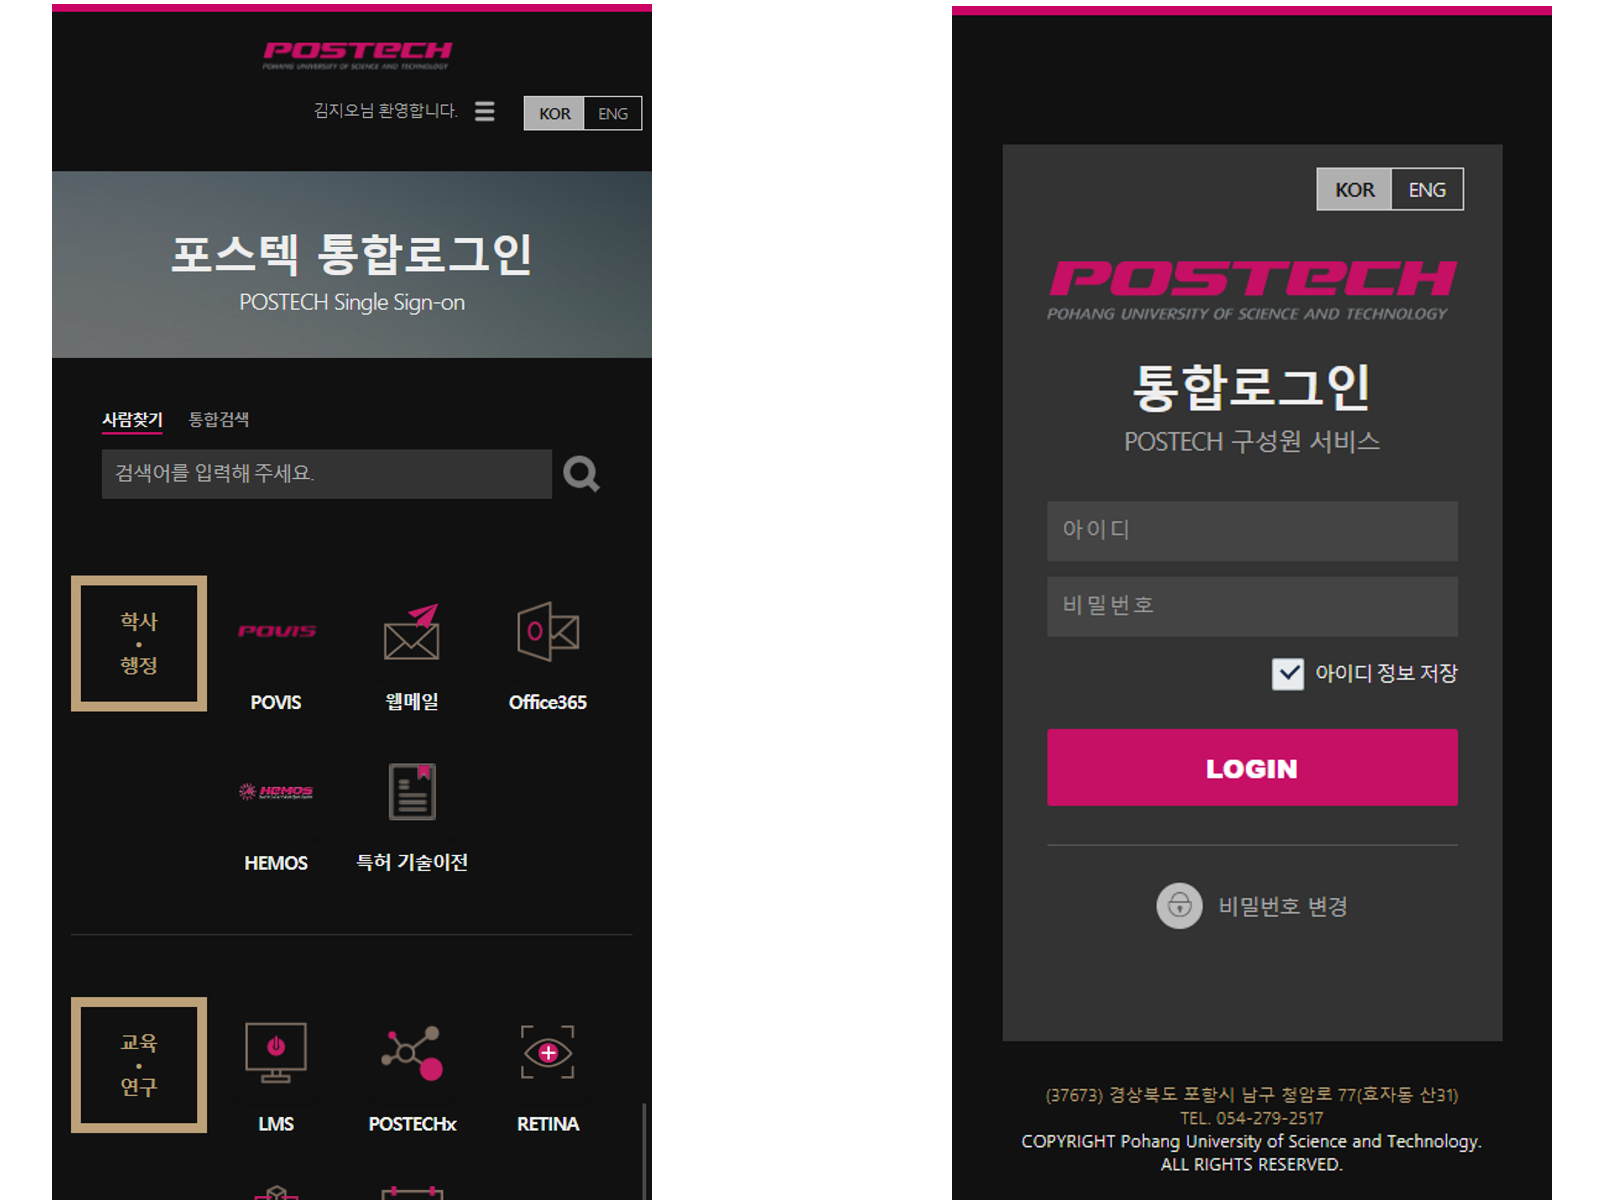 POSTECH
POHANG UNIVERSITY OF SCIENCE AND TECHNOLOGY
김지오님 환영합니다.
KOR ENG
포스텍 통합로그인
POSTECH Single Sign-on
사람찾기 통합검색
검색어를 입력해 주세요.
학사
·
행정
POVIS
POVIS 웹메일 Office365
HEMOS
HEMOS 특허 기술이전
교육
·
연구
LMS POSTECHx RETINA
KOR ENG
POSTECH
POHANG UNIVERSITY OF SCIENCE AND TECHNOLOGY
통합로그인
POSTECH 구성원 서비스
아이디
비밀번호
아이디 정보 저장
LOGIN
비밀번호 변경
(37673) 경상북도 포항시 남구 청암로 77(효자동 산31)
TEL. 054-279-2517
COPYRIGHT Pohang University of Science and Technology.
ALL RIGHTS RESERVED.